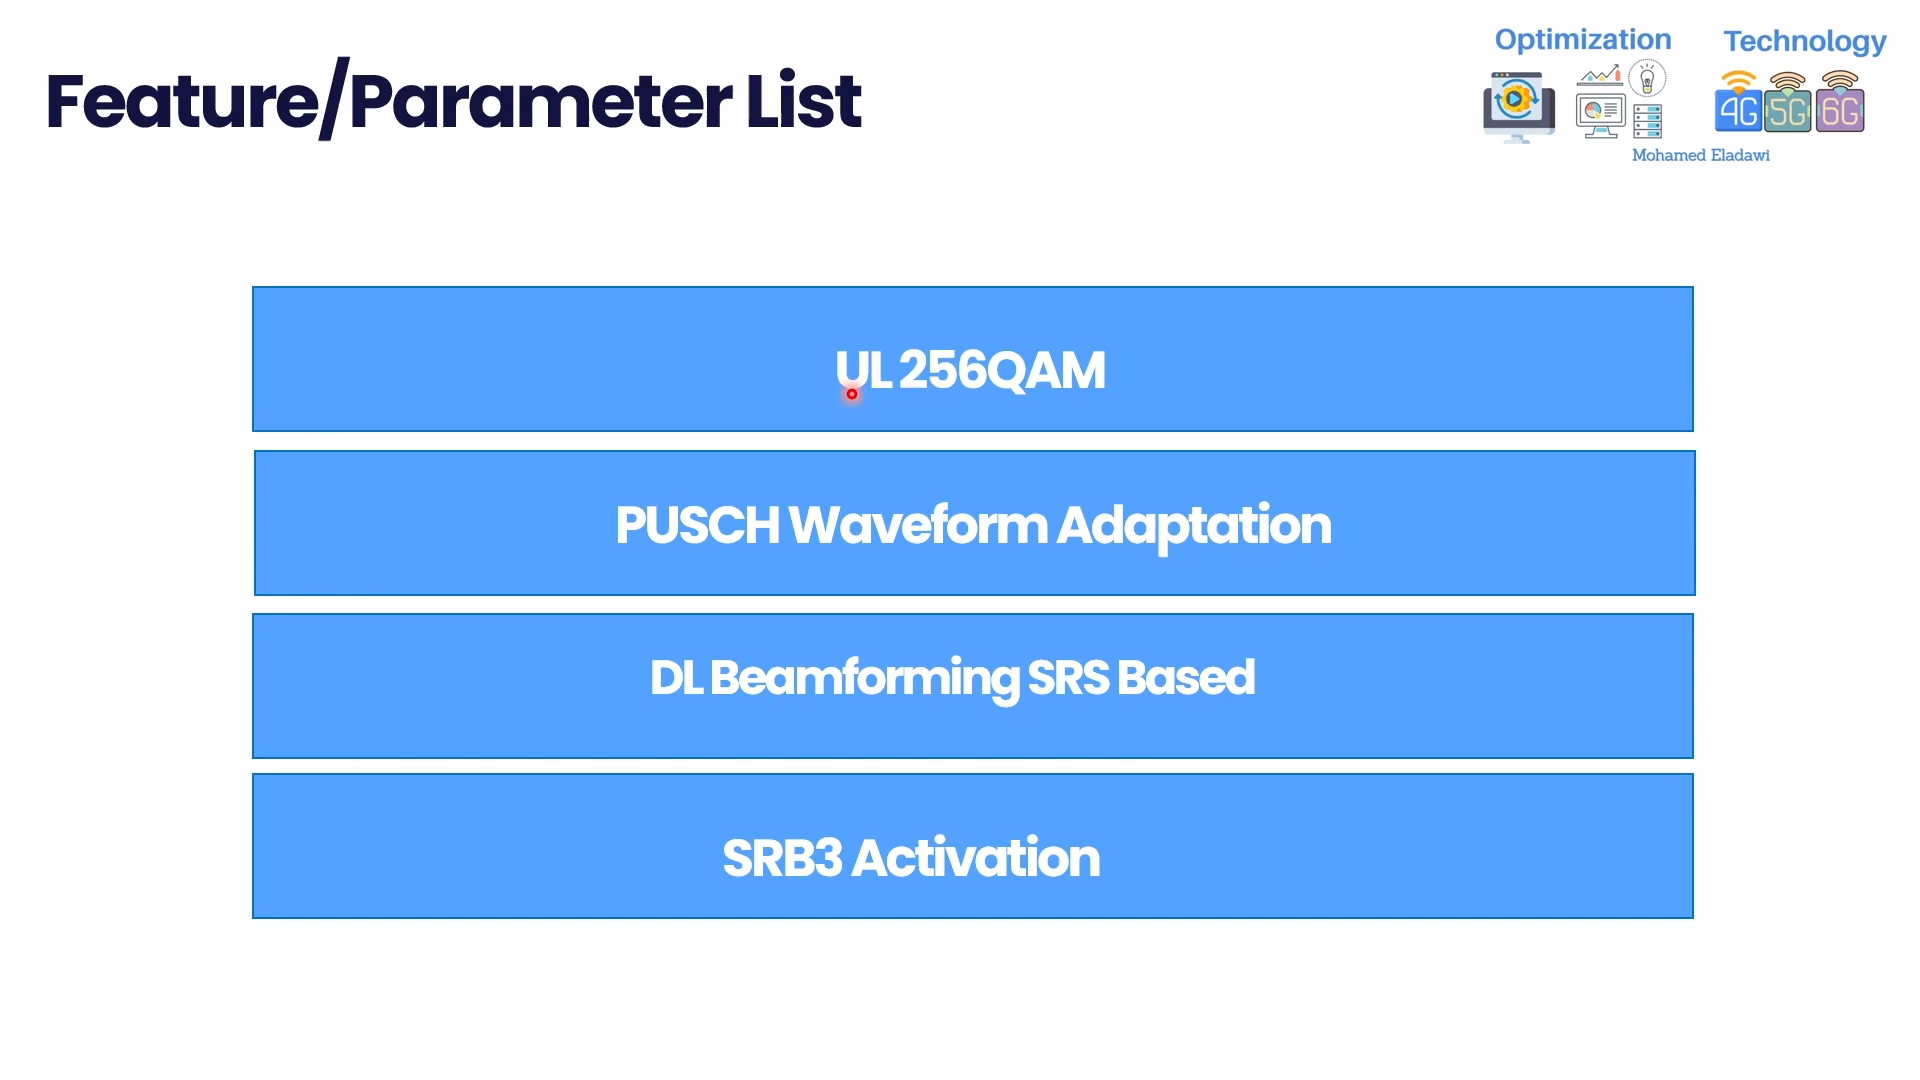 Optimization Technology
Feature/Parameter List
4G 5G 6G
Mohamed Eladawi
UL 256QAM
PUSCH Waveform Adaptation
DL Beamforming SRS Based
SRB3 Activation